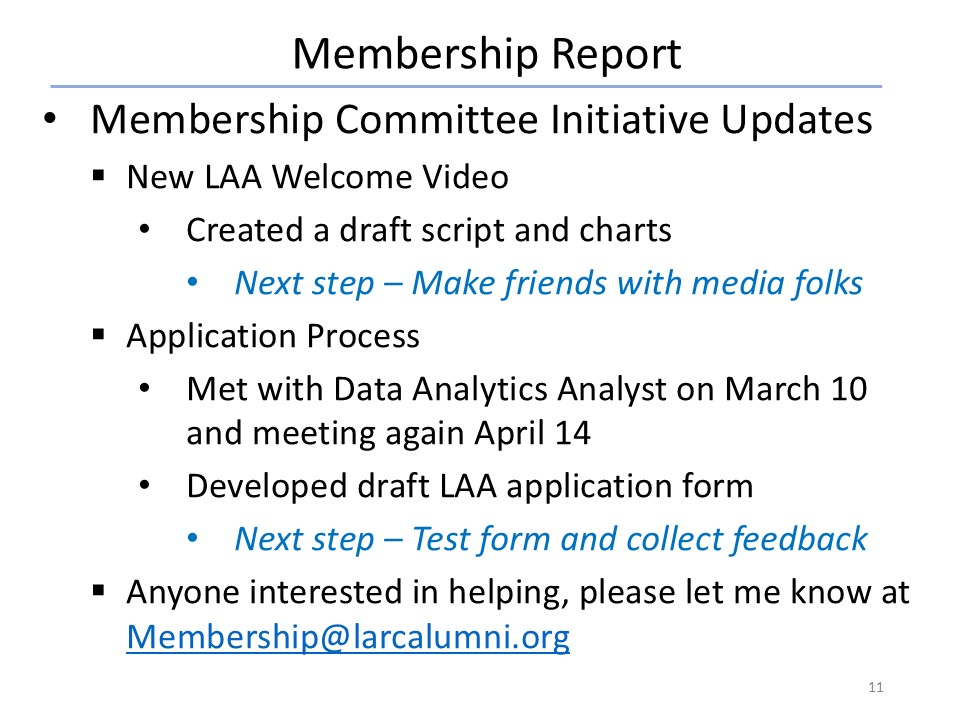 Membership Report
• Membership Committee Initiative Updates
▪ New LAA Welcome Video
• Created a draft script and charts
• Next step – Make friends with media folks
▪ Application Process
• Met with Data Analytics Analyst on March 10
and meeting again April 14
• Developed draft LAA application form
• Next step – Test form and collect feedback
▪ Anyone interested in helping, please let me know at
Membership@larcalumni.org
11